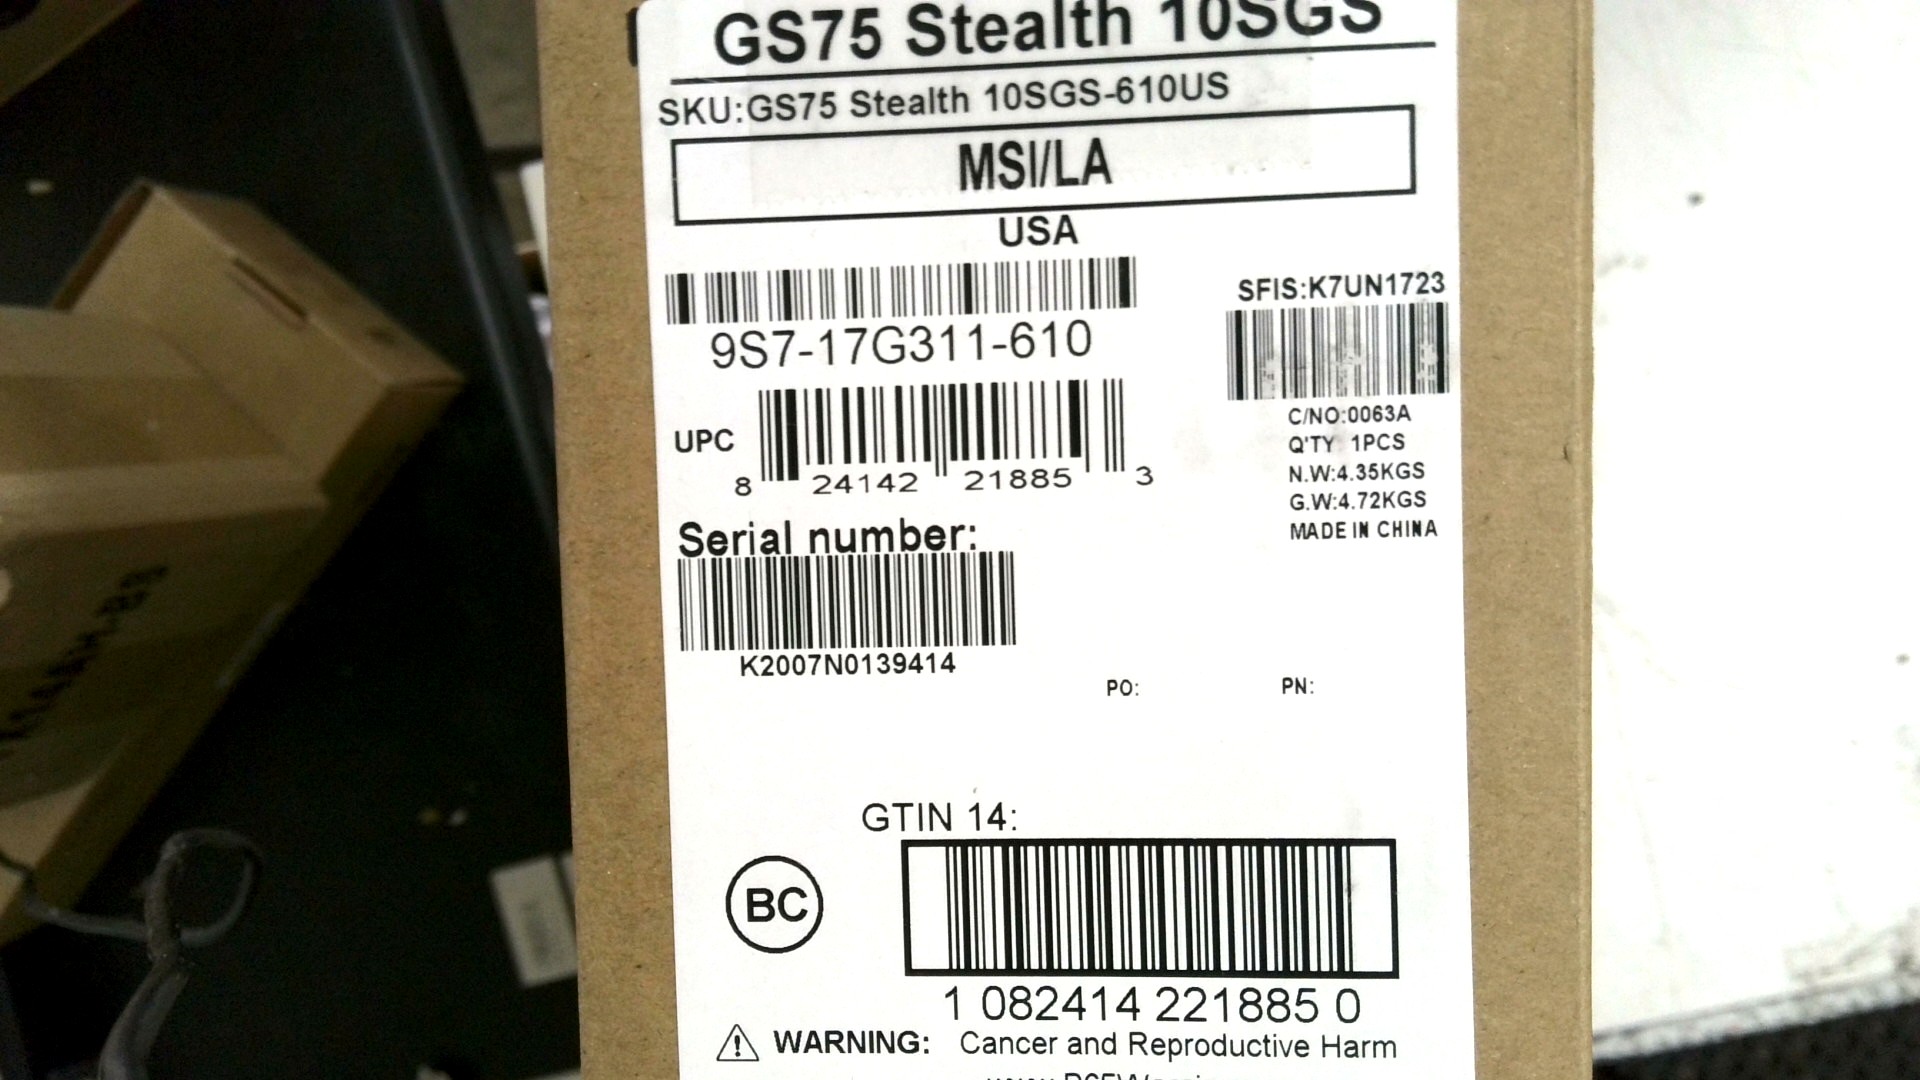 GS75 Stealth 10SGS
SKU:GS75 Stealth 10SGS-610US
MSI/LA
USA
9S7-17G311-610
SFIS:K7UN1723
UPC
8 24142 21885 3
C/NO:0063A
Q'TY 1PCS
N.W:4.35KGS
G.W:4.72KGS
MADE IN CHINA
Serial number:
K2007N0139414
PO: PN:
GTIN 14:
BC
1 082414 221885 0
WARNING: Cancer and Reproductive Harm